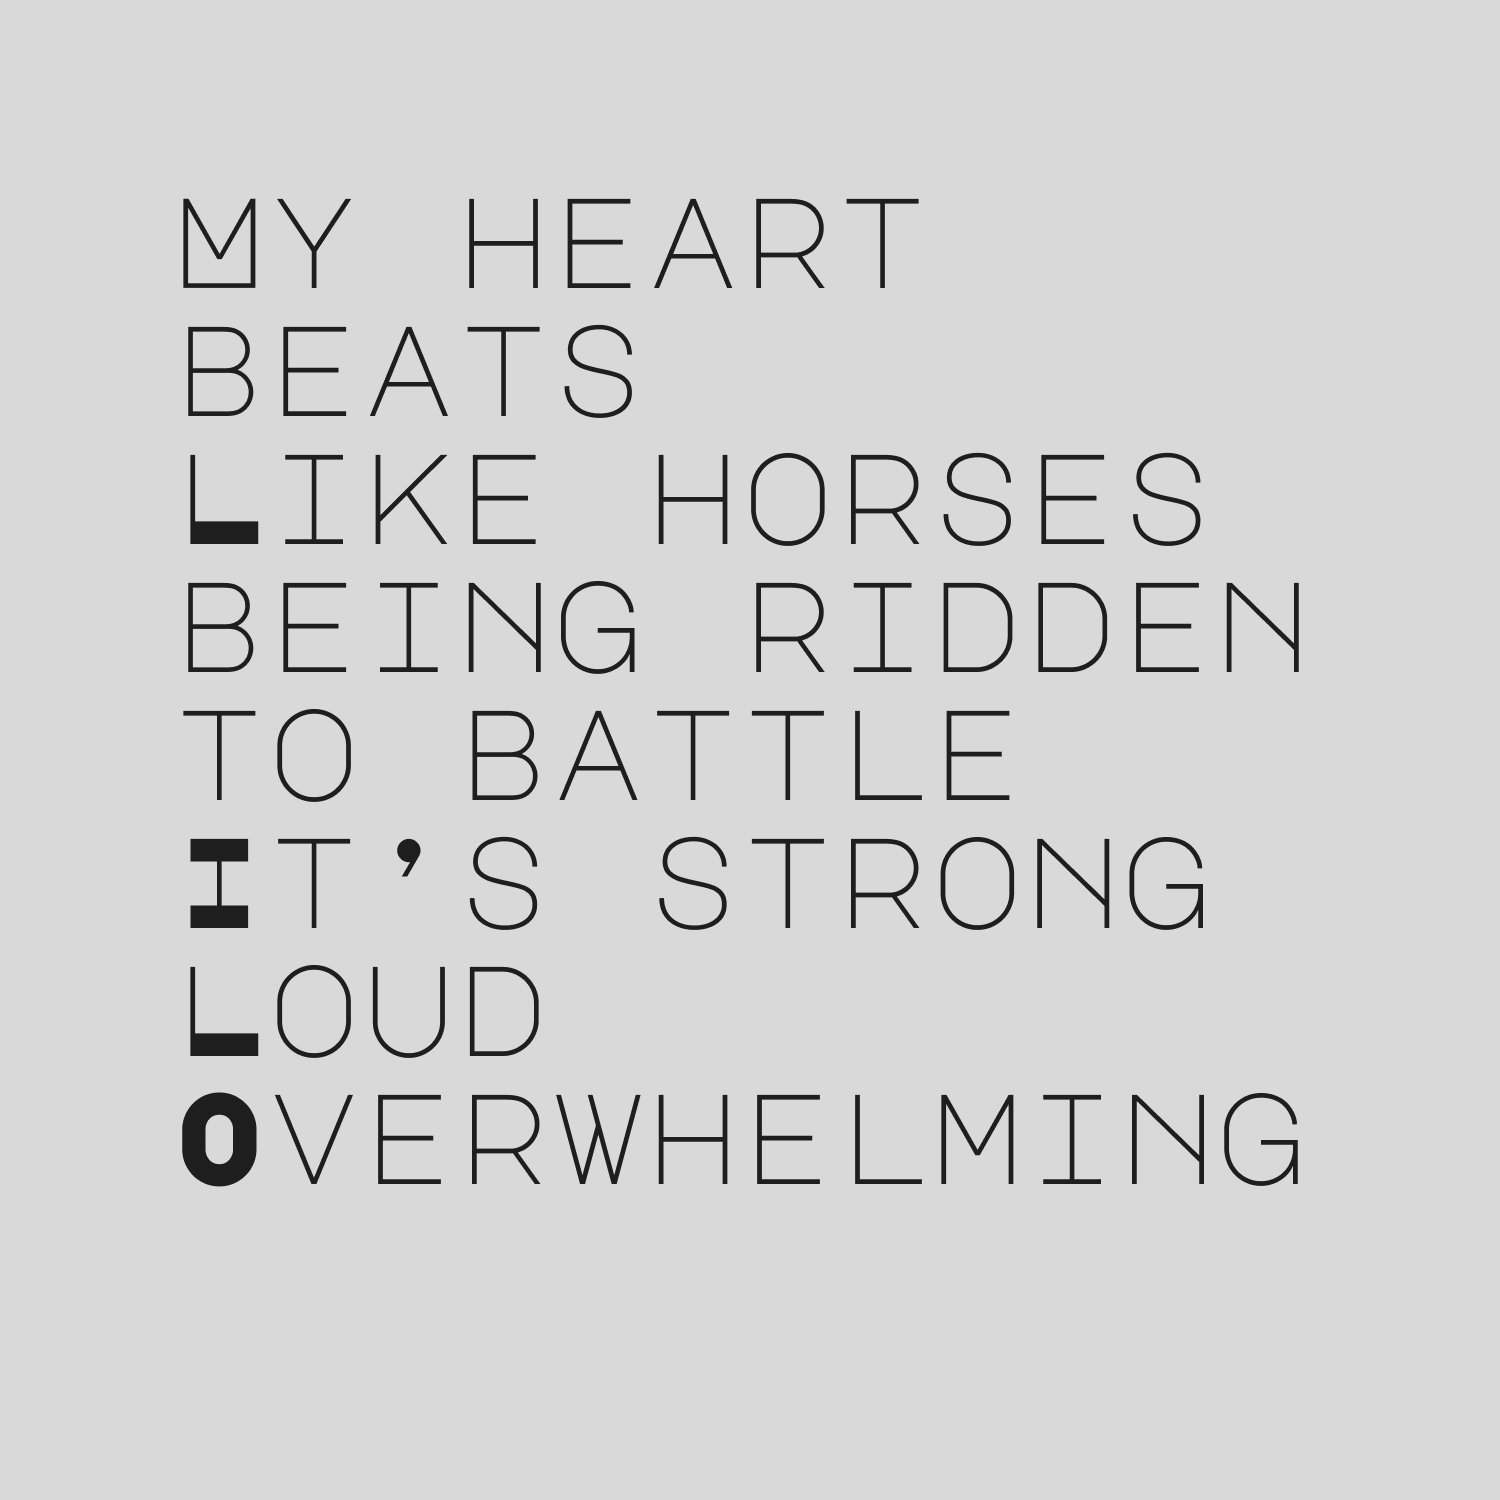 MY HEART
BEATS
LIKE HORSES
BEING RIDDEN
TO BATTLE
IT’S STRONG
LOUD
OVERWHELMING